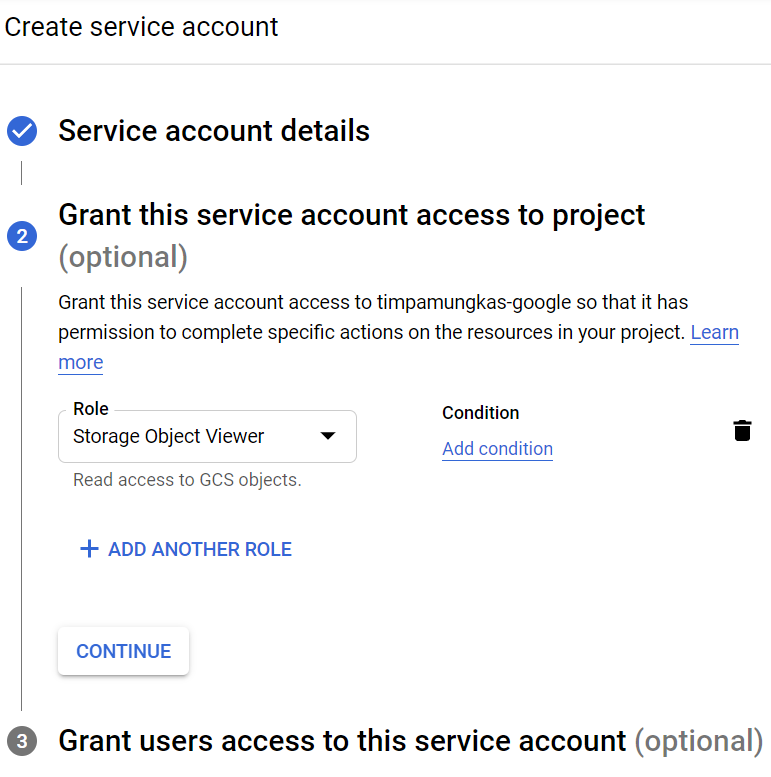 Create service account
Service account details
2
Grant this service account access to project
(optional)
Grant this service account access to timpamungkas-google so that it has
permission to complete specific actions on the resources in your project. Learn
more
Role
Storage Object Viewer
Read access to GCS objects.
Condition
Add condition
ADD ANOTHER ROLE
CONTINUE
3
Grant users access to this service account (optional)